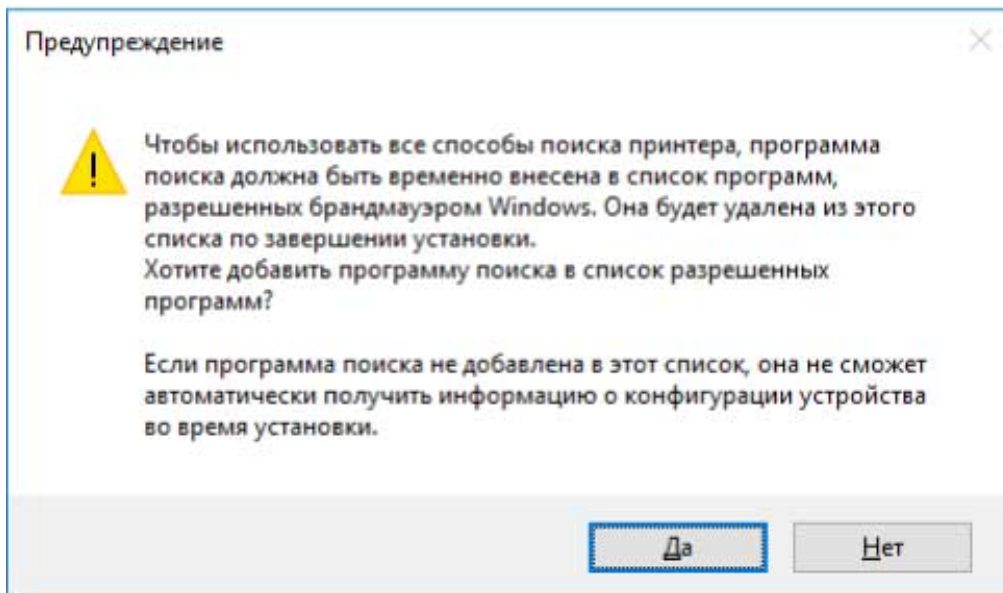 Предупреждение
Чтобы использовать все способы поиска принтера, программа
поиска должна быть временно внесена в список программ,
разрешенных брандмауэром Windows. Она будет удалена из этого
списка по завершении установки.
Хотите добавить программу поиска в список разрешенных
программ?
Если программа поиска не добавлена в этот список, она не сможет
автоматически получить информацию о конфигурации устройства
во время установки.
Да
Нет